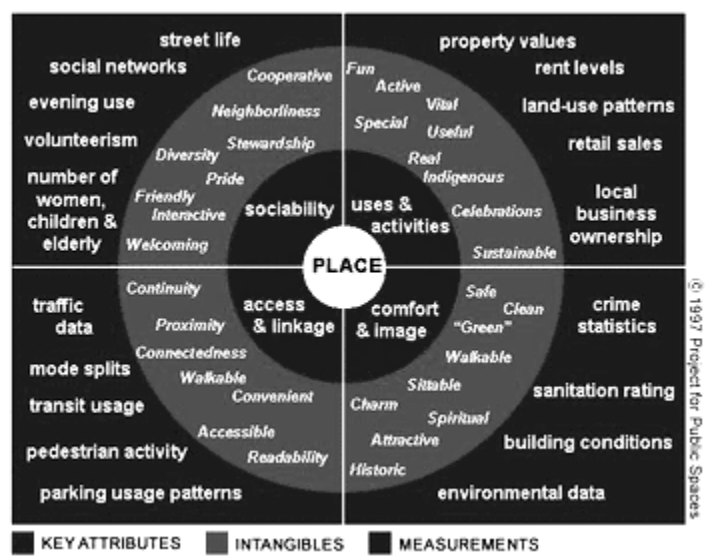 street life
social networks
evening use
volunteerism
number of
women,
children &
elderly
Cooperative
Neighborliness
Stewardship
Diversity
Pride
Friendly
Interactive
Welcoming
sociability
property values
rent levels
land-use patterns
retail sales
local
business
ownership
Fun
Active
Vital
Special
Useful
Real
Indigenous
Celebrations
Sustainable
uses &
activities
PLACE
traffic
data
mode splits
transit usage
pedestrian activity
parking usage patterns
Continuity
Proximity
Connectedness
Walkable
Convenient
Accessible
Readability
access
& linkage
comfort
& image
Safe
Clean
"Green"
Walkable
Sittable
Charm
Spiritual
Attractive
Historic
crime
statistics
sanitation rating
building conditions
environmental data
© 1997 Project for Public Spaces
KEY ATTRIBUTES
INTANGIBLES
MEASUREMENTS